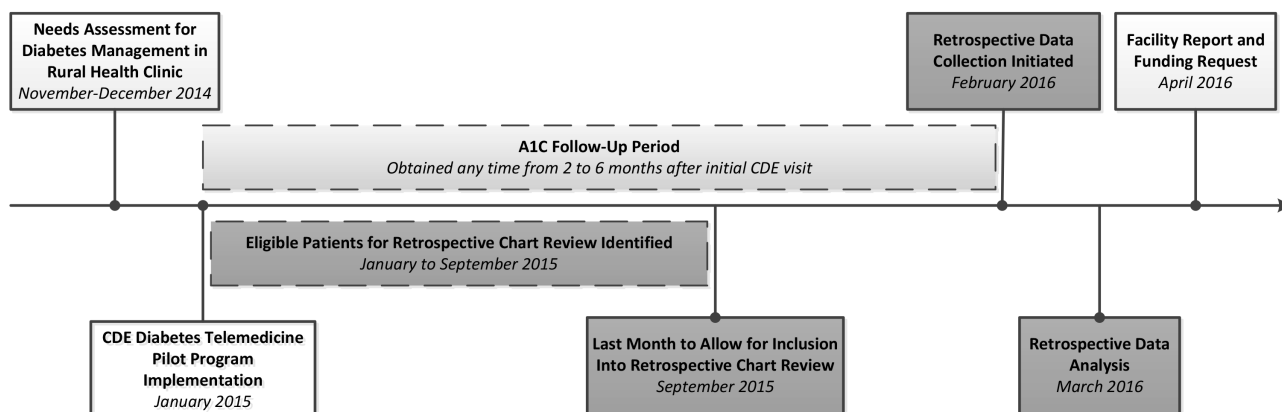 Needs Assessment for
Diabetes Management in
Rural Health Clinic
November-December 2014
Retrospective Data
Collection Initiated
February 2016
Facility Report and
Funding Request
April 2016
A1C Follow-Up Period
Obtained any time from 2 to 6 months after initial CDE visit
Eligible Patients for Retrospective Chart Review Identified
January to September 2015
CDE Diabetes Telemedicine
Pilot Program
Implementation
January 2015
Last Month to Allow for Inclusion
Into Retrospective Chart Review
September 2015
Retrospective Data
Analysis
March 2016